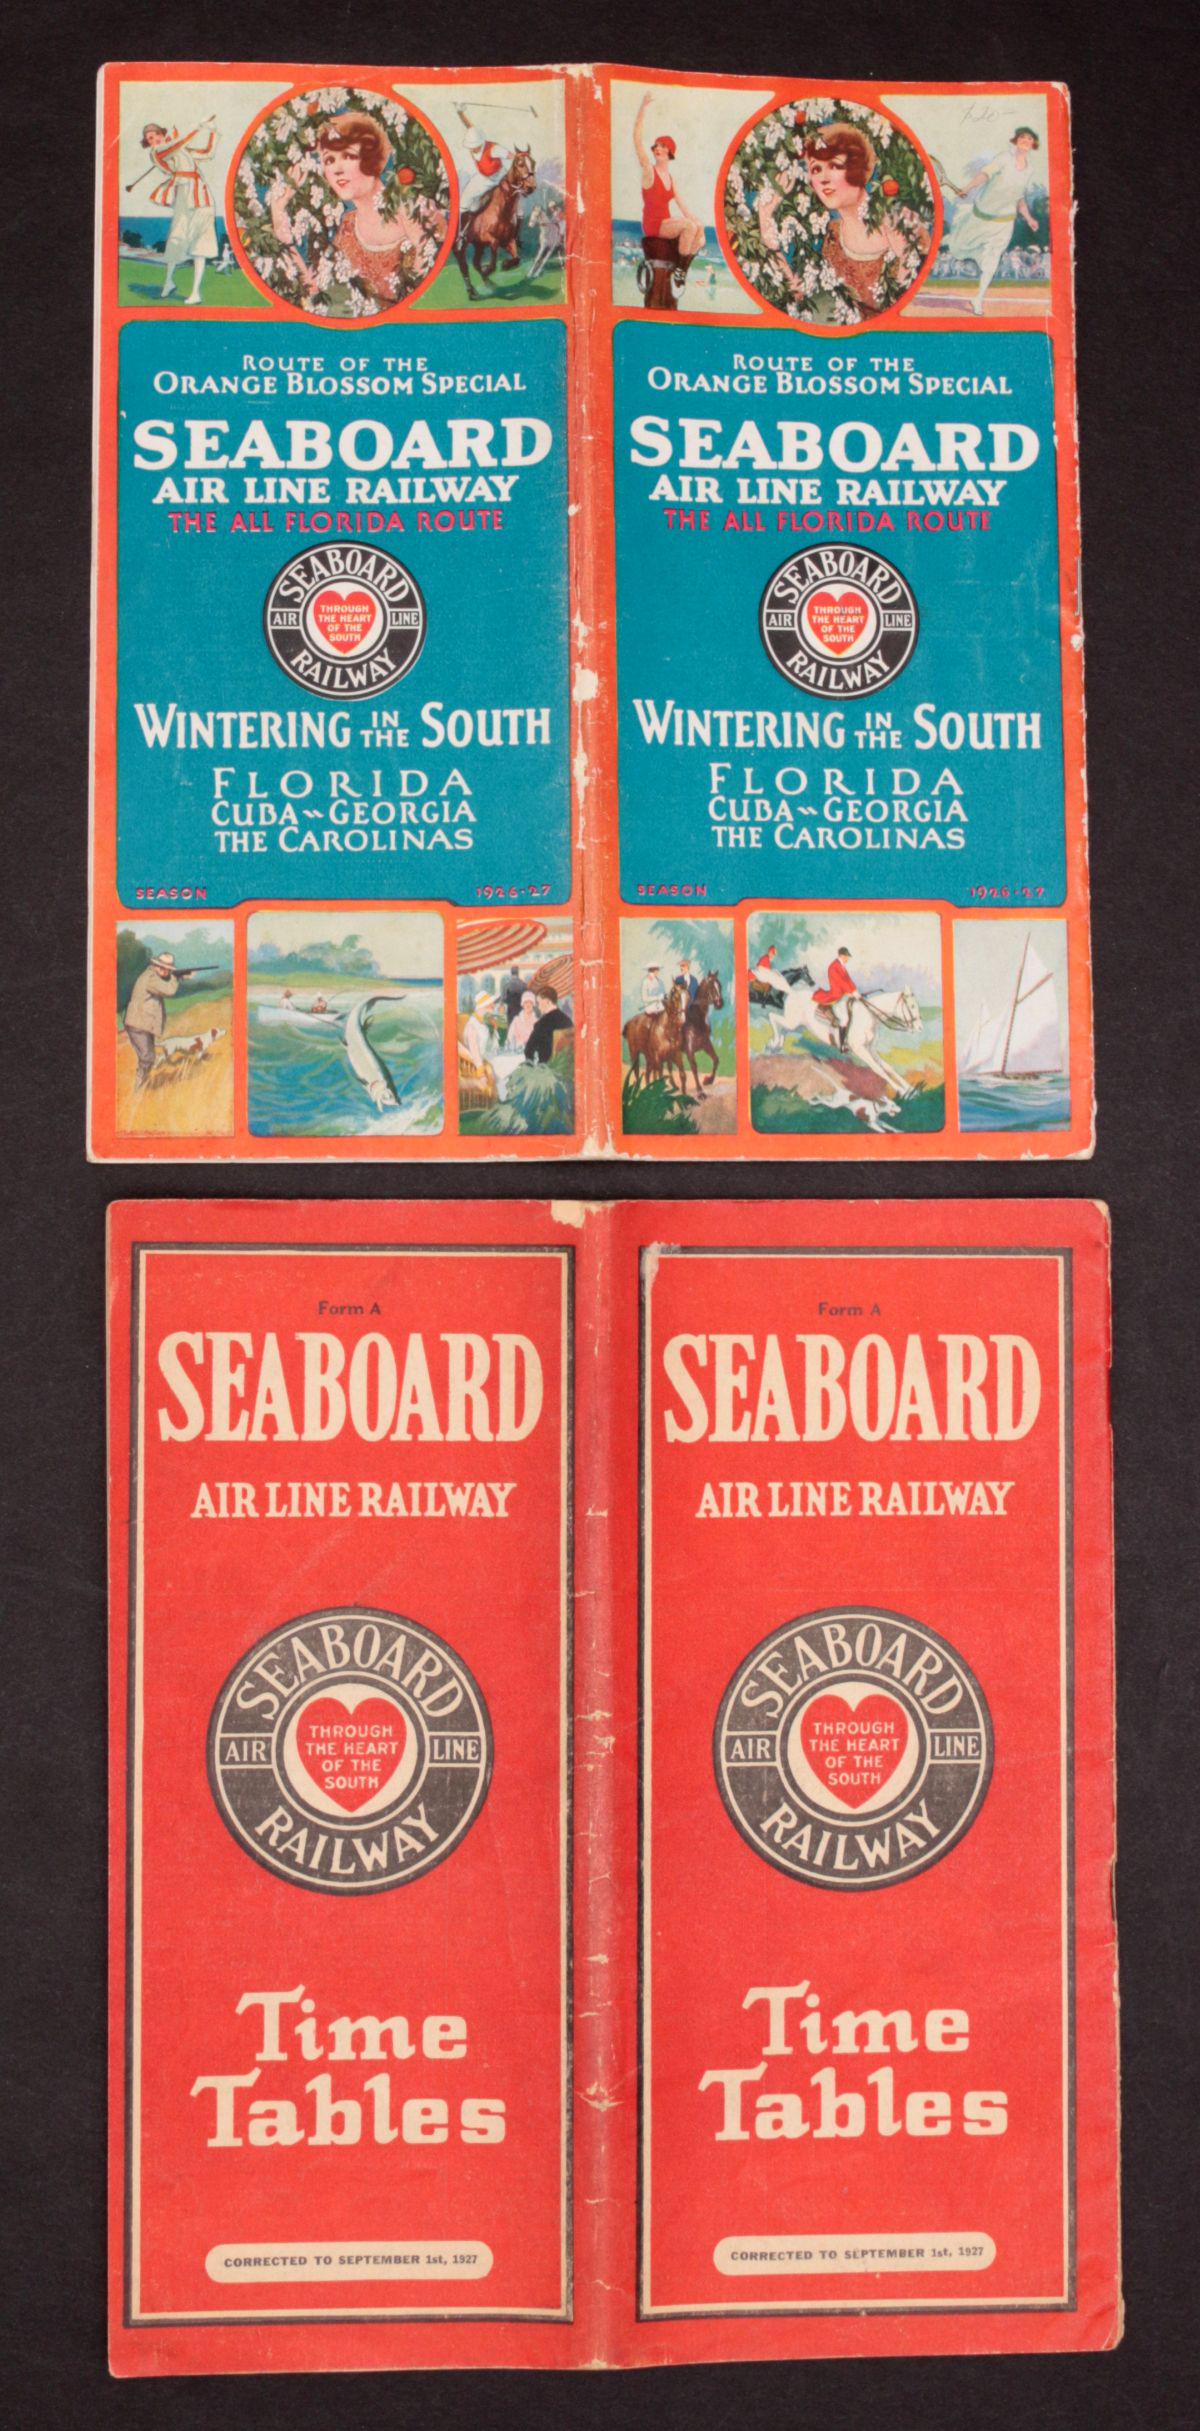 $20-
ROUTE OF THE
ORANGE BLOSSOM SPECIAL
SEABOARD
AIR LINE RAILWAY
THE ALL FLORIDA ROUTE
SEABOARD
AIR LINE
THROUGH
THE HEART
OF THE
SOUTH
RAILWAY
WINTERING IN THE SOUTH
FLORIDA
CUBA~GEORGIA
THE CAROLINAS
SEASON 1926-27
ROUTE OF THE
ORANGE BLOSSOM SPECIAL
SEABOARD
AIR LINE RAILWAY
THE ALL FLORIDA ROUTE
SEABOARD
AIR LINE
THROUGH
THE HEART
OF THE
SOUTH
RAILWAY
WINTERING IN THE SOUTH
FLORIDA
CUBA~GEORGIA
THE CAROLINAS
SEASON 1926-27
Form A
SEABOARD
AIR LINE RAILWAY
SEABOARD
AIR LINE
THROUGH
THE HEART
OF THE
SOUTH
RAILWAY
Time
Tables
CORRECTED TO SEPTEMBER 1st, 1927
Form A
SEABOARD
AIR LINE RAILWAY
SEABOARD
AIR LINE
THROUGH
THE HEART
OF THE
SOUTH
RAILWAY
Time
Tables
CORRECTED TO SEPTEMBER 1st, 1927